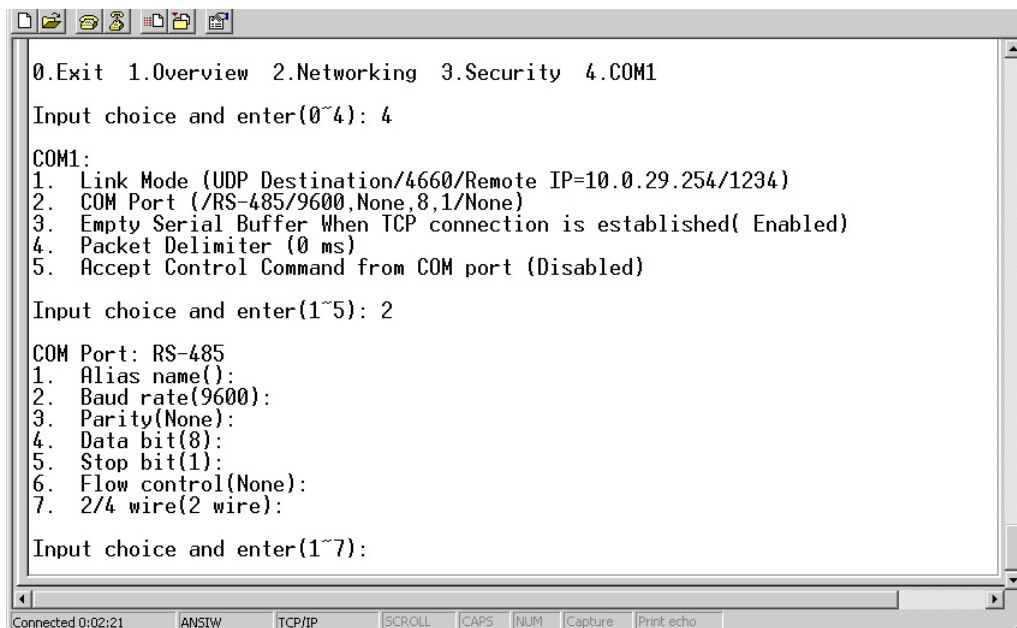 0.Exit  1.Overview  2.Networking  3.Security  4.COM1
Input choice and enter(0~4): 4
COM1:
1.  Link Mode (UDP Destination/4660/Remote IP=10.0.29.254/1234)
2.  COM Port (/RS-485/9600,None,8,1/None)
3.  Empty Serial Buffer When TCP connection is established( Enabled)
4.  Packet Delimiter (0 ms)
5.  Accept Control Command from COM port (Disabled)
Input choice and enter(1~5): 2
COM Port: RS-485
1.  Alias name():
2.  Baud rate(9600):
3.  Parity(None):
4.  Data bit(8):
5.  Stop bit(1):
6.  Flow control(None):
7.  2/4 wire(2 wire):
Input choice and enter(1~7):
Connected 0:02:21 ANSIW TCP/IP SCROLL CAPS NUM Capture Print echo